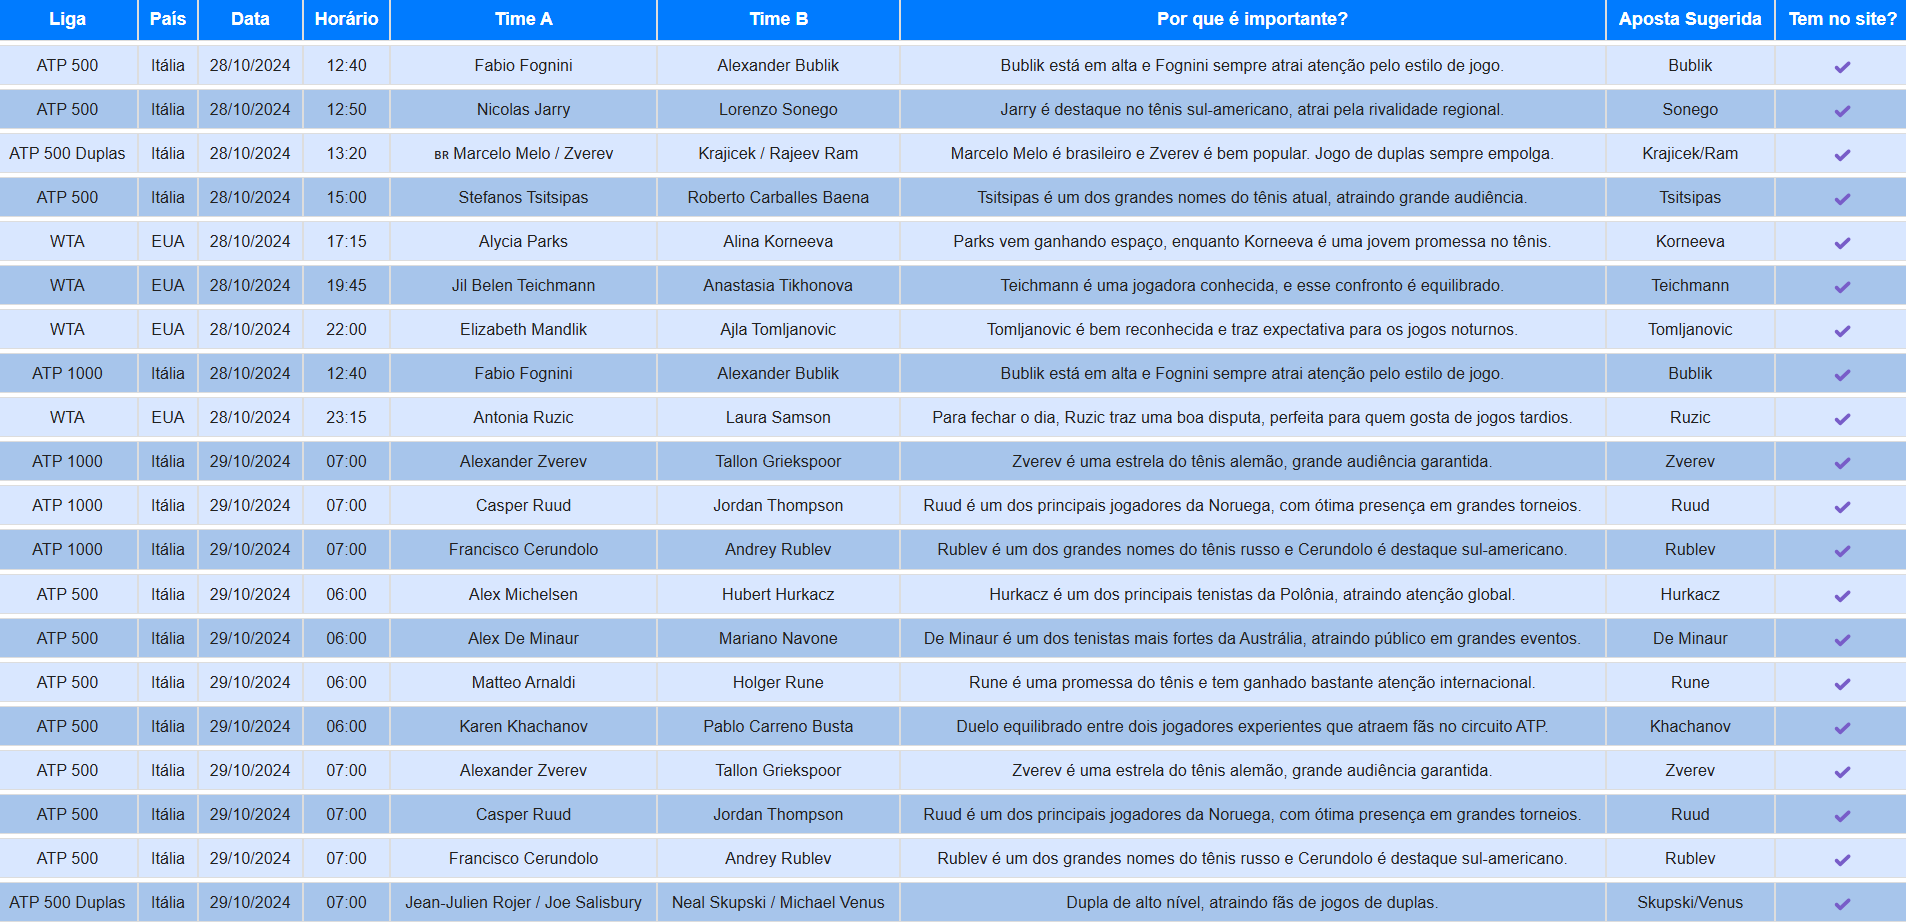 Liga País Data Horário Time A Time B Por que é importante? Aposta Sugerida Tem no site?
ATP 500 Itália 28/10/2024 12:40 Fabio Fognini Alexander Bublik Bublik está em alta e Fognini sempre atrai atenção pelo estilo de jogo. Bublik ✔
ATP 500 Itália 28/10/2024 12:50 Nicolas Jarry Lorenzo Sonego Jarry é destaque no tênis sul-americano, atrai pela rivalidade regional. Sonego ✔
ATP 500 Duplas Itália 28/10/2024 13:20 BR Marcelo Melo / Zverev Krajicek / Rajeev Ram Marcelo Melo é brasileiro e Zverev é bem popular. Jogo de duplas sempre empolga. Krajicek/Ram ✔
ATP 500 Itália 28/10/2024 15:00 Stefanos Tsitsipas Roberto Carballes Baena Tsitsipas é um dos grandes nomes do tênis atual, atraindo grande audiência. Tsitsipas ✔
WTA EUA 28/10/2024 17:15 Alycia Parks Alina Korneeva Parks vem ganhando espaço, enquanto Korneeva é uma jovem promessa no tênis. Korneeva ✔
WTA EUA 28/10/2024 19:45 Jil Belen Teichmann Anastasia Tikhonova Teichmann é uma jogadora conhecida, e esse confronto é equilibrado. Teichmann ✔
WTA EUA 28/10/2024 22:00 Elizabeth Mandlik Ajla Tomljanovic Tomljanovic é bem reconhecida e traz expectativa para os jogos noturnos. Tomljanovic ✔
ATP 1000 Itália 28/10/2024 12:40 Fabio Fognini Alexander Bublik Bublik está em alta e Fognini sempre atrai atenção pelo estilo de jogo. Bublik ✔
WTA EUA 28/10/2024 23:15 Antonia Ruzic Laura Samson Para fechar o dia, Ruzic traz uma boa disputa, perfeita para quem gosta de jogos tardios. Ruzic ✔
ATP 1000 Itália 29/10/2024 07:00 Alexander Zverev Tallon Griekspoor Zverev é uma estrela do tênis alemão, grande audiência garantida. Zverev ✔
ATP 1000 Itália 29/10/2024 07:00 Casper Ruud Jordan Thompson Ruud é um dos principais jogadores da Noruega, com ótima presença em grandes torneios. Ruud ✔
ATP 1000 Itália 29/10/2024 07:00 Francisco Cerundolo Andrey Rublev Rublev é um dos grandes nomes do tênis russo e Cerundolo é destaque sul-americano. Rublev ✔
ATP 500 Itália 29/10/2024 06:00 Alex Michelsen Hubert Hurkacz Hurkacz é um dos principais tenistas da Polônia, atraindo atenção global. Hurkacz ✔
ATP 500 Itália 29/10/2024 06:00 Alex De Minaur Mariano Navone De Minaur é um dos tenistas mais fortes da Austrália, atraindo público em grandes eventos. De Minaur ✔
ATP 500 Itália 29/10/2024 06:00 Matteo Arnaldi Holger Rune Rune é uma promessa do tênis e tem ganhado bastante atenção internacional. Rune ✔
ATP 500 Itália 29/10/2024 06:00 Karen Khachanov Pablo Carreno Busta Duelo equilibrado entre dois jogadores experientes que atraem fãs no circuito ATP. Khachanov ✔
ATP 500 Itália 29/10/2024 07:00 Alexander Zverev Tallon Griekspoor Zverev é uma estrela do tênis alemão, grande audiência garantida. Zverev ✔
ATP 500 Itália 29/10/2024 07:00 Casper Ruud Jordan Thompson Ruud é um dos principais jogadores da Noruega, com ótima presença em grandes torneios. Ruud ✔
ATP 500 Itália 29/10/2024 07:00 Francisco Cerundolo Andrey Rublev Rublev é um dos grandes nomes do tênis russo e Cerundolo é destaque sul-americano. Rublev ✔
ATP 500 Duplas Itália 29/10/2024 07:00 Jean-Julien Rojer / Joe Salisbury Neal Skupski / Michael Venus Dupla de alto nível, atraindo fãs de jogos de duplas. Skupski/Venus ✔